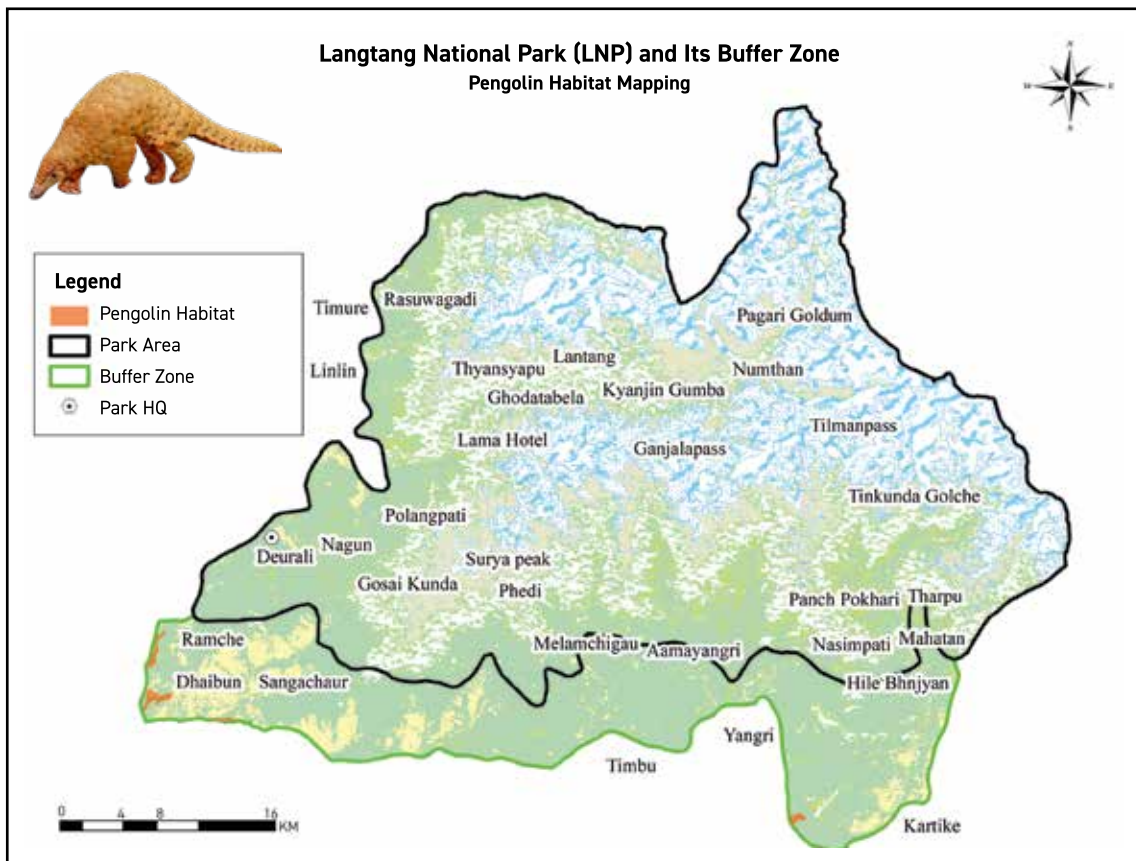 Langtang National Park (LNP) and Its Buffer Zone
Pengolin Habitat Mapping
N
W
E
S
Legend
Pengolin Habitat
Park Area
Buffer Zone
Park HQ
Timure
Rasuwagadi
Pagari Goldum
Linlin
Thyansyapu
Lantang
Numthan
Ghodatabela
Kyanjin Gumba
Tilmanpass
Lama Hotel
Ganjalapass
Tinkunda Golche
Polangpati
Deurali
Nagun
Surya peak
Gosai Kunda
Phedi
Panch Pokhari
Tharpu
Ramche
Melamchigau
Aamayangri
Nasimpati
Mahatan
Dhaibun
Sangachaur
Hile Bhnjyan
Yangri
Timbu
Kartike
0 4 8 16
KM